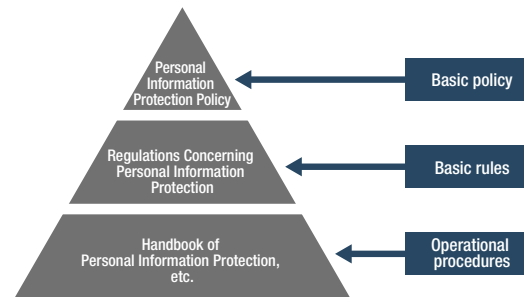 Personal
Information
Protection Policy
Basic policy
Regulations Concerning
Personal Information
Protection
Basic rules
Handbook of
Personal Information Protection,
etc.
Operational
procedures